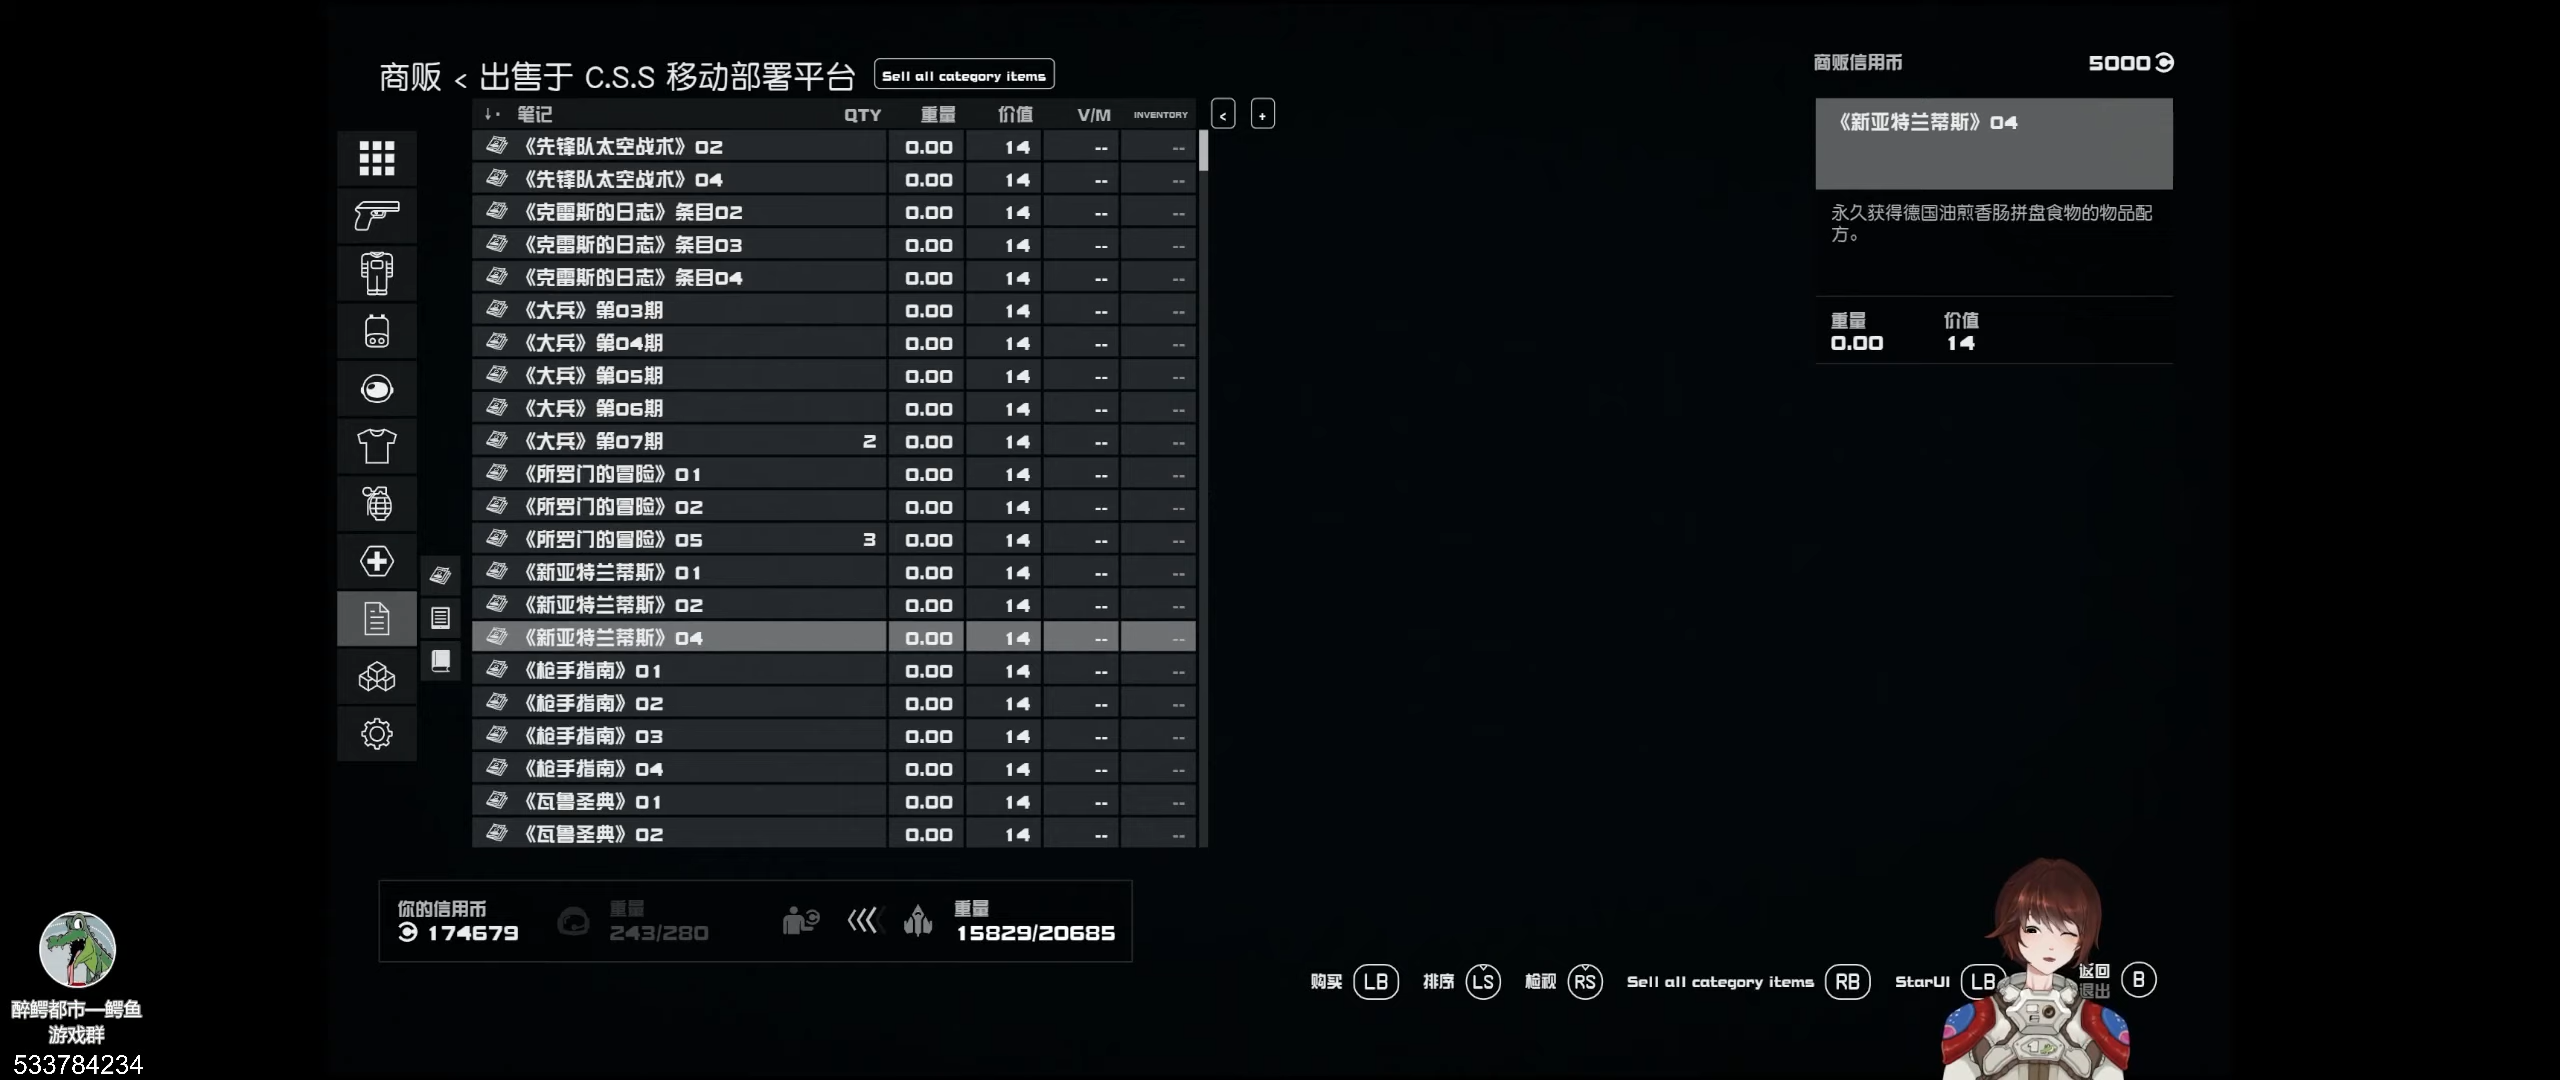 商贩 < 出售于 C.S.S 移动部署平台
Sell all category items
商贩信用币 5000
笔记 QTY 重量 价值 V/M INVENTORY < +
《先锋队太空战术》02 0.00 14 -- --
《先锋队太空战术》04 0.00 14 -- --
《克雷斯的日志》条目02 0.00 14 -- --
《克雷斯的日志》条目03 0.00 14 -- --
《克雷斯的日志》条目04 0.00 14 -- --
《大兵》第03期 0.00 14 -- --
《大兵》第04期 0.00 14 -- --
《大兵》第05期 0.00 14 -- --
《大兵》第06期 0.00 14 -- --
《大兵》第07期 2 0.00 14 -- --
《所罗门的冒险》01 0.00 14 -- --
《所罗门的冒险》02 0.00 14 -- --
《所罗门的冒险》05 3 0.00 14 -- --
《新亚特兰蒂斯》01 0.00 14 -- --
《新亚特兰蒂斯》02 0.00 14 -- --
《新亚特兰蒂斯》04 0.00 14 -- --
《枪手指南》01 0.00 14 -- --
《枪手指南》02 0.00 14 -- --
《枪手指南》03 0.00 14 -- --
《枪手指南》04 0.00 14 -- --
《瓦鲁圣典》01 0.00 14 -- --
《瓦鲁圣典》02 0.00 14 -- --
《新亚特兰蒂斯》04
永久获得德国油煎香肠拼盘食物的物品配
方。
重量 价值
0.00 14
你的信用币 重量 重量
174679 243/280 15829/20685
购买 LB 排序 LS 检视 RS Sell all category items RB StarUI LB 返回 B
退出
醉鳄都市—鳄鱼
游戏群
533784234